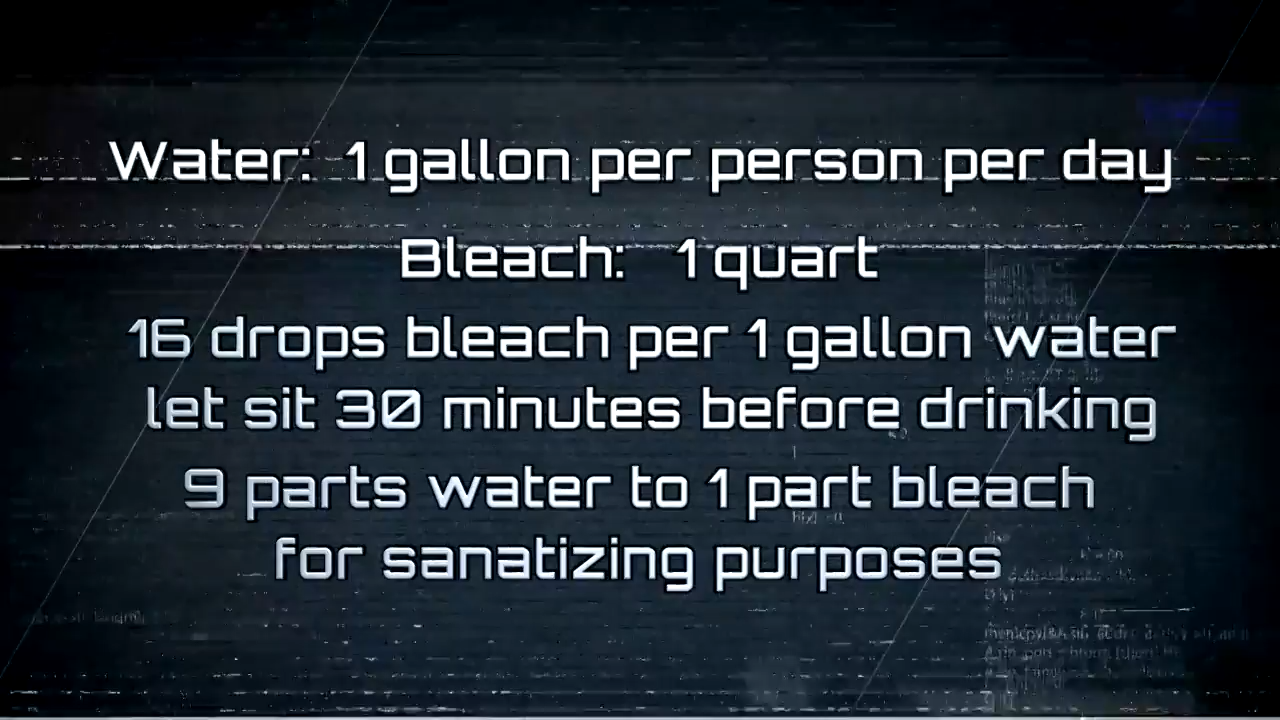 Water: 1 gallon per person per day
Bleach: 1 quart
16 drops bleach per 1 gallon water
let sit 30 minutes before drinking
9 parts water to 1 part bleach
for sanatizing purposes